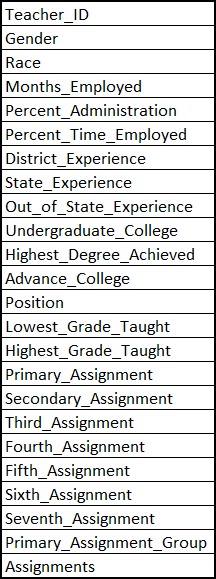 Teacher_ID
Gender
Race
Months_Employed
Percent_Administration
Percent_Time_Employed
District_Experience
State_Experience
Out_of_State_Experience
Undergraduate_College
Highest_Degree_Achieved
Advance_College
Position
Lowest_Grade_Taught
Highest_Grade_Taught
Primary_Assignment
Secondary_Assignment
Third_Assignment
Fourth_Assignment
Fifth_Assignment
Sixth_Assignment
Seventh_Assignment
Primary_Assignment_Group
Assignments